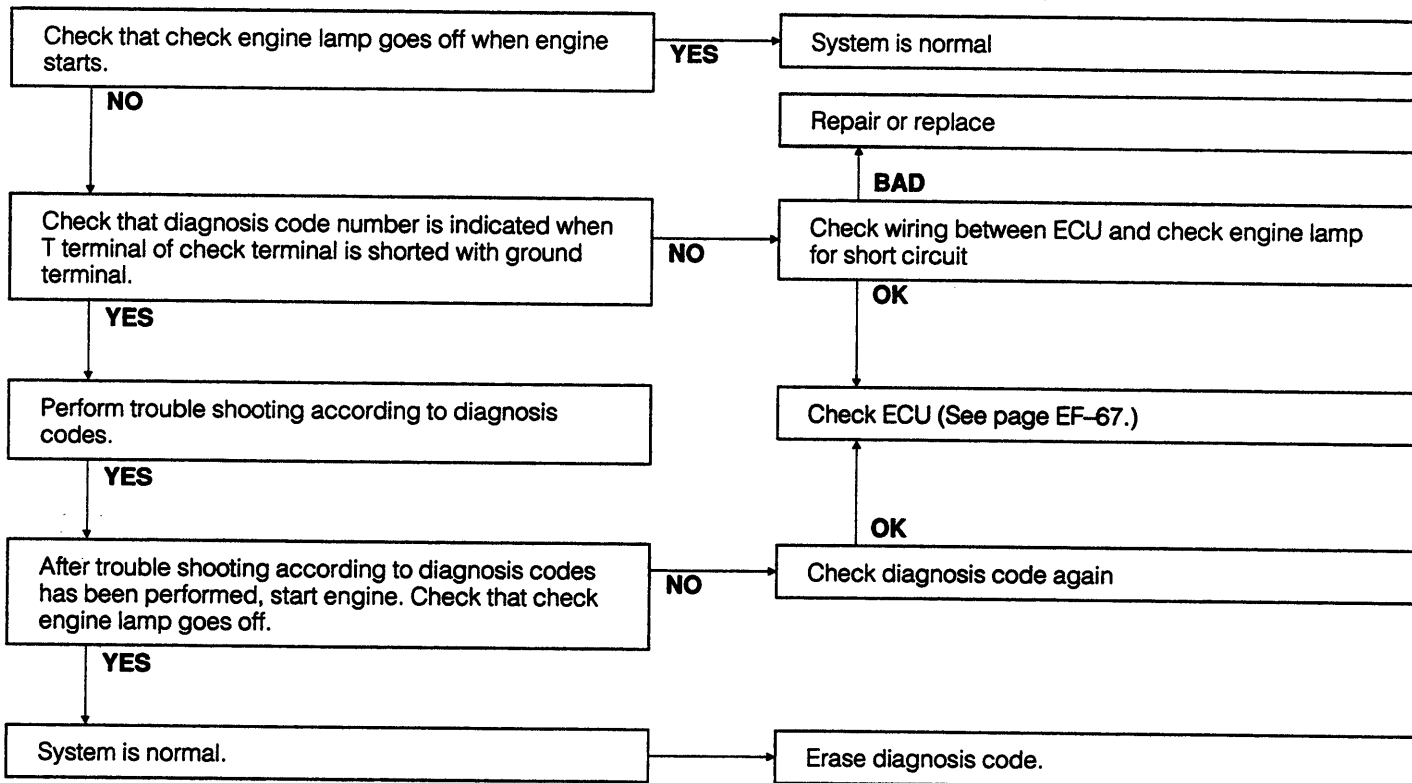 Check that check engine lamp goes off when engine
starts.
YES
System is normal
NO
Repair or replace
BAD
Check that diagnosis code number is indicated when
T terminal of check terminal is shorted with ground
terminal.
NO
Check wiring between ECU and check engine lamp
for short circuit
YES
OK
Perform trouble shooting according to diagnosis
codes.
Check ECU (See page EF–67.)
YES
OK
After trouble shooting according to diagnosis codes
has been performed, start engine. Check that check
engine lamp goes off.
NO
Check diagnosis code again
YES
System is normal.
Erase diagnosis code.